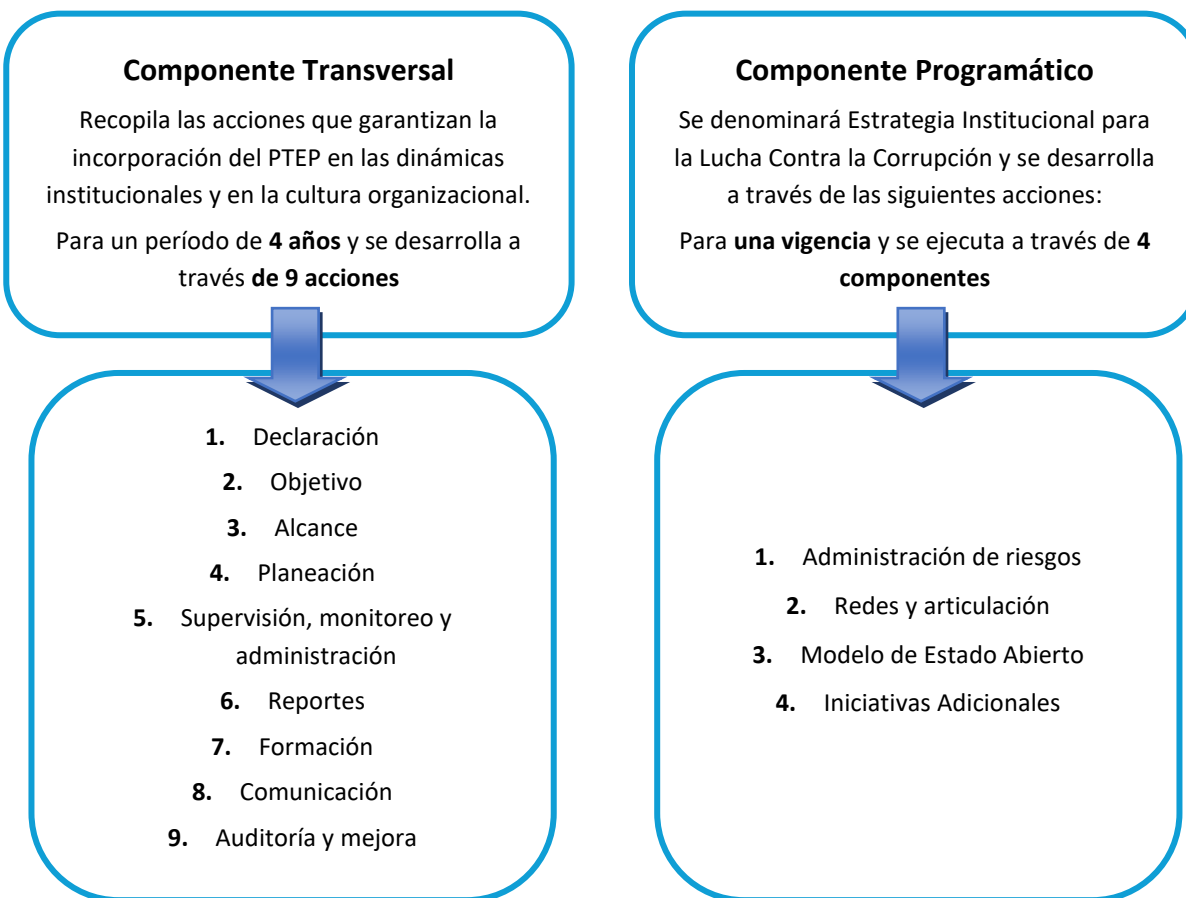 Componente Transversal
Recopila las acciones que garantizan la
incorporación del PTEP en las dinámicas
institucionales y en la cultura organizacional.
Para un período de 4 años y se desarrolla a
través de 9 acciones
1. Declaración
2. Objetivo
3. Alcance
4. Planeación
5. Supervisión, monitoreo y
administración
6. Reportes
7. Formación
8. Comunicación
9. Auditoría y mejora
Componente Programático
Se denominará Estrategia Institucional para
la Lucha Contra la Corrupción y se desarrolla
a través de las siguientes acciones:
Para una vigencia y se ejecuta a través de 4
componentes
1. Administración de riesgos
2. Redes y articulación
3. Modelo de Estado Abierto
4. Iniciativas Adicionales